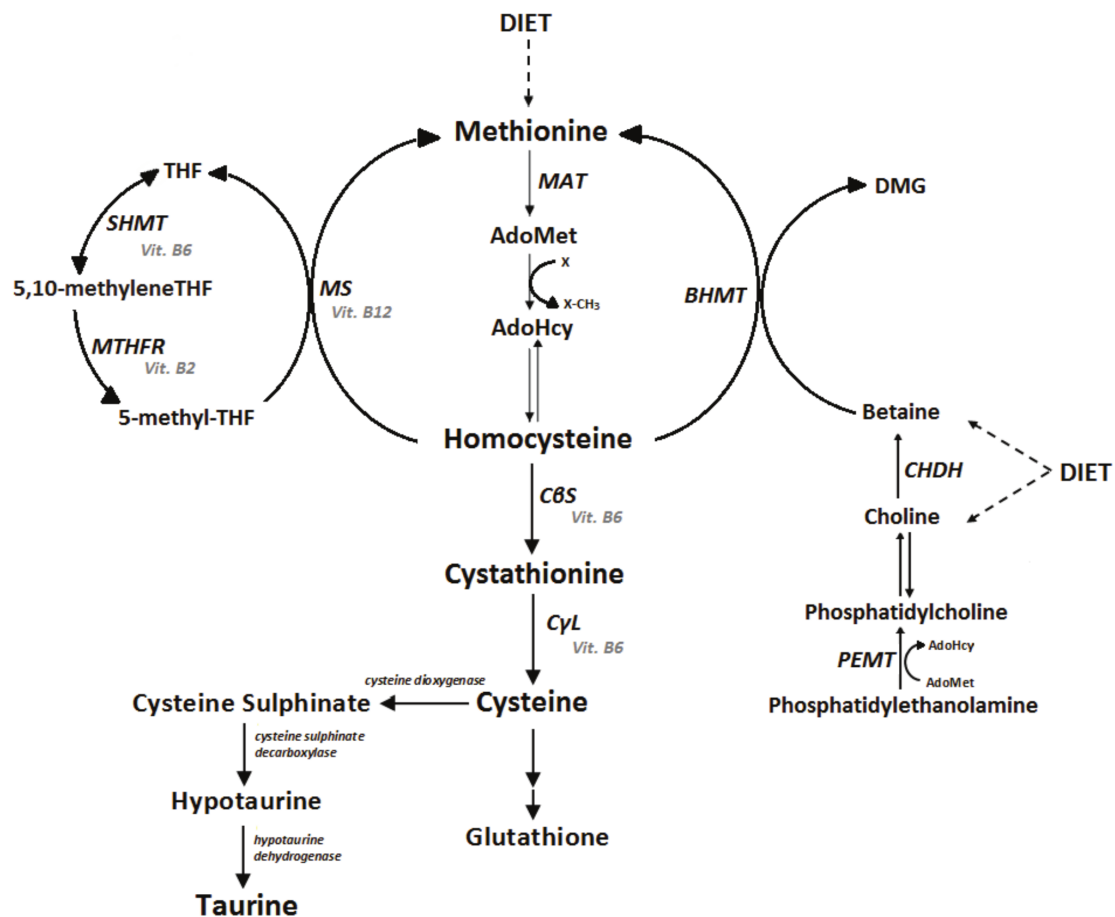 DIET
Methionine
THF
MAT
DMG
SHMT
Vit. B6
AdoMet
X
5,10-methyleneTHF
MS
Vit. B12
X-CH₃
BHMT
AdoHcy
MTHFR
Vit. B2
5-methyl-THF
Betaine
Homocysteine
CHDH
DIET
CβS
Vit. B6
Choline
Cystathionine
Phosphatidylcholine
CγL
Vit. B6
PEMT
AdoHcy
AdoMet
cysteine dioxygenase
Cysteine Sulphinate
Cysteine
Phosphatidylethanolamine
cysteine sulphinate
decarboxylase
Hypotaurine
Glutathione
hypotaurine
dehydrogenase
Taurine